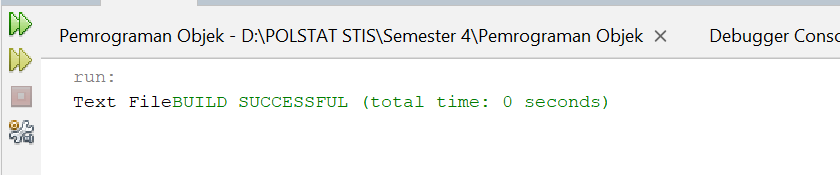 Pemrograman Objek - D:\POLSTAT STIS\Semester 4\Pemrograman Objek × Debugger Conso
run:
Text FileBUILD SUCCESSFUL (total time: 0 seconds)